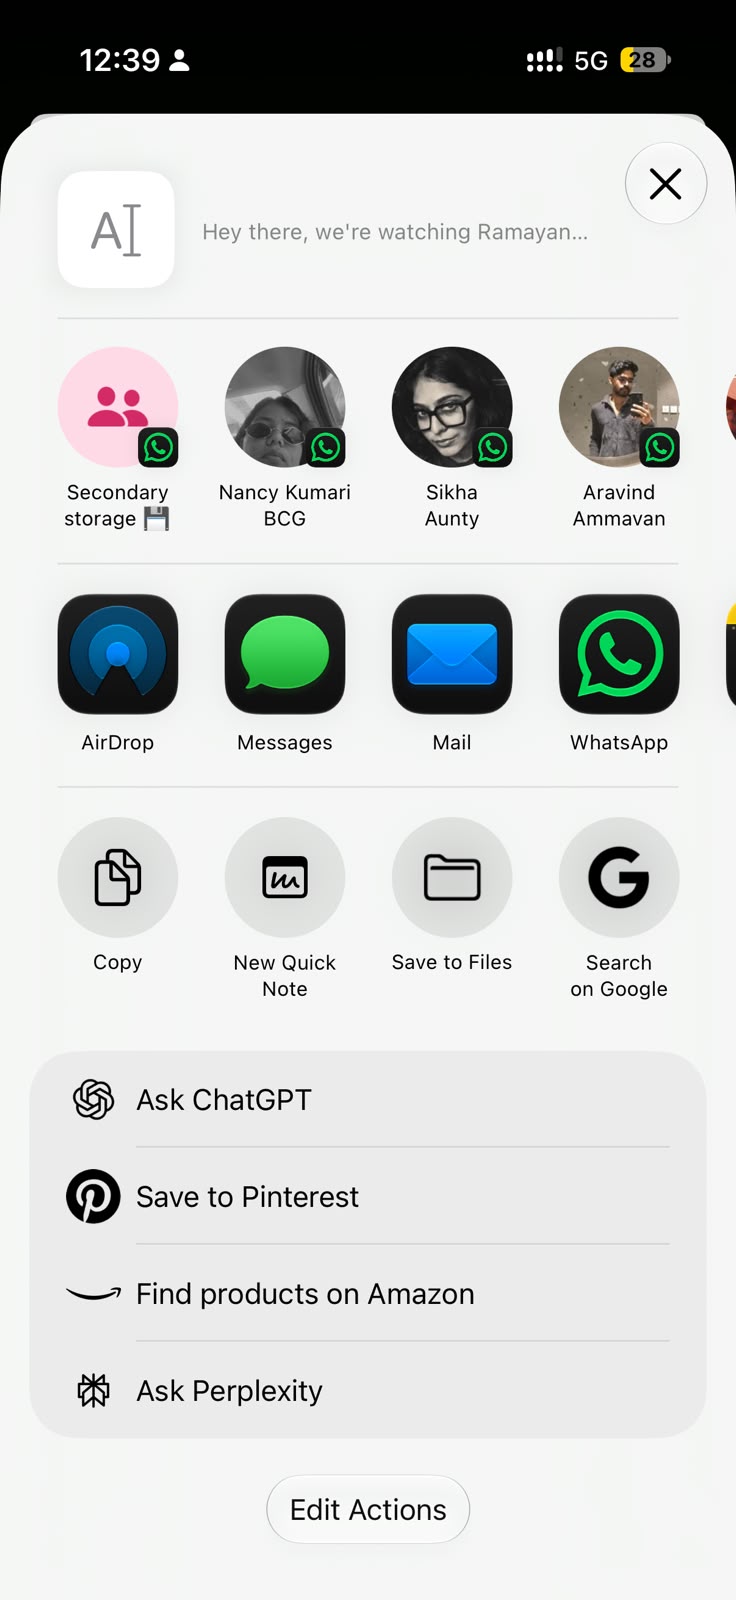 12:39
5G
28
Hey there, we're watching Ramayan...
Secondary
storage 💾
Nancy Kumari
BCG
Sikha
Aunty
Aravind
Ammavan
AirDrop
Messages
Mail
WhatsApp
Copy
New Quick
Note
Save to Files
Search
on Google
Ask ChatGPT
Save to Pinterest
Find products on Amazon
Ask Perplexity
Edit Actions